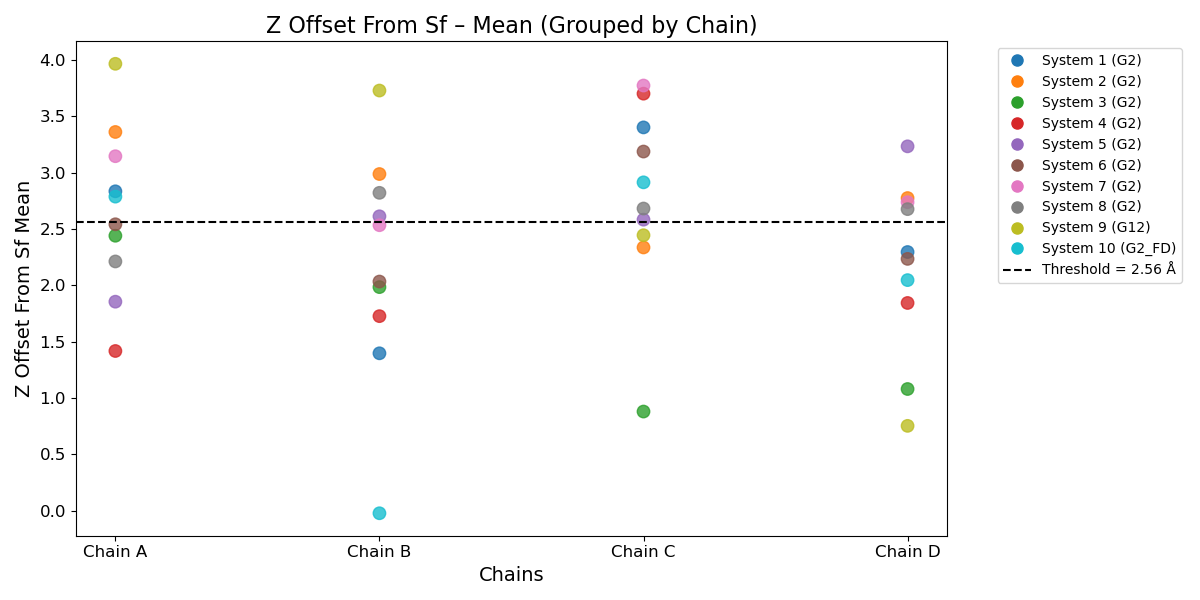 Z Offset From Sf – Mean (Grouped by Chain)
Z Offset From Sf Mean
4.0
3.5
3.0
2.5
2.0
1.5
1.0
0.5
0.0
Chain A
Chain B
Chain C
Chain D
Chains
System 1 (G2)
System 2 (G2)
System 3 (G2)
System 4 (G2)
System 5 (G2)
System 6 (G2)
System 7 (G2)
System 8 (G2)
System 9 (G12)
System 10 (G2_FD)
Threshold = 2.56 Å